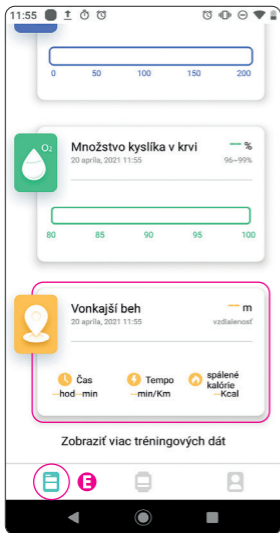 11:55
0 50 100 150 200
O₂
Množstvo kyslíka v krvi — %
20 apríla, 2021 11:55 96~99%
80 85 90 95 100
Vonkajší beh — m
20 apríla, 2021 11:55 vzdialenosť
Čas Tempo spálené
kalórie
—hod—min —min/Km —Kcal
Zobraziť viac tréningových dát
E